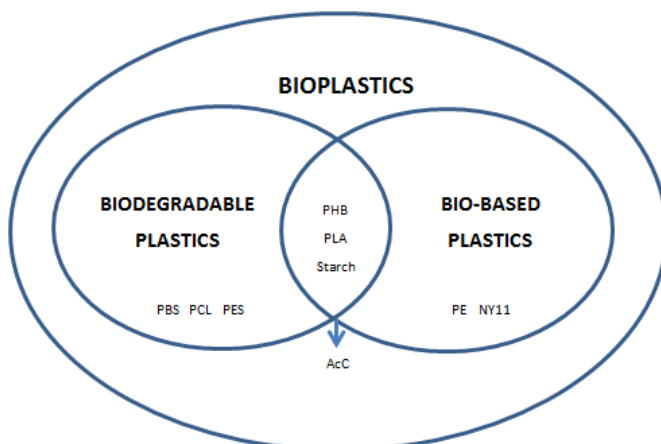 BIOPLASTICS
BIODEGRADABLE
PLASTICS
PHB
PLA
Starch
BIO-BASED
PLASTICS
PBS PCL PES
PE NY11
AcC